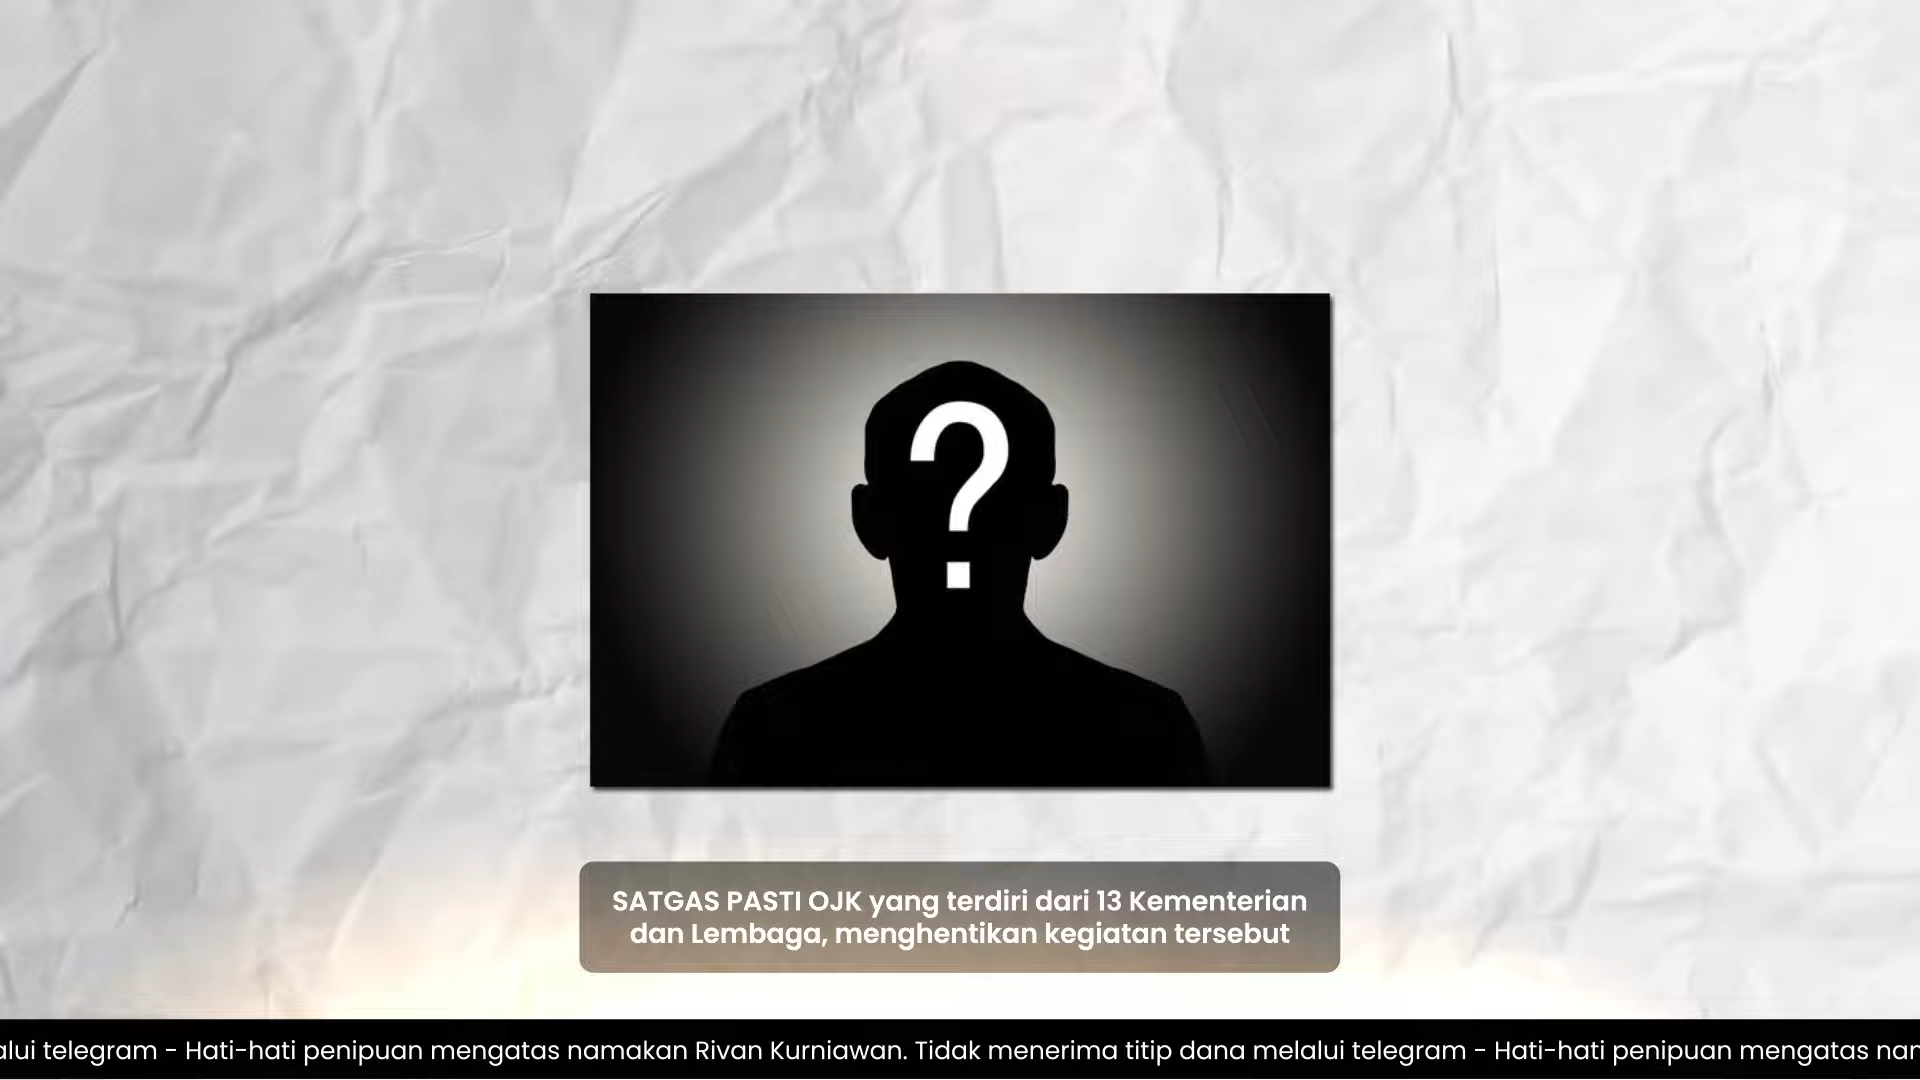 ?
SATGAS PASTI OJK yang terdiri dari 13 Kementerian
dan Lembaga, menghentikan kegiatan tersebut
alui telegram - Hati-hati penipuan mengatas namakan Rivan Kurniawan. Tidak menerima titip dana melalui telegram - Hati-hati penipuan mengatas nam